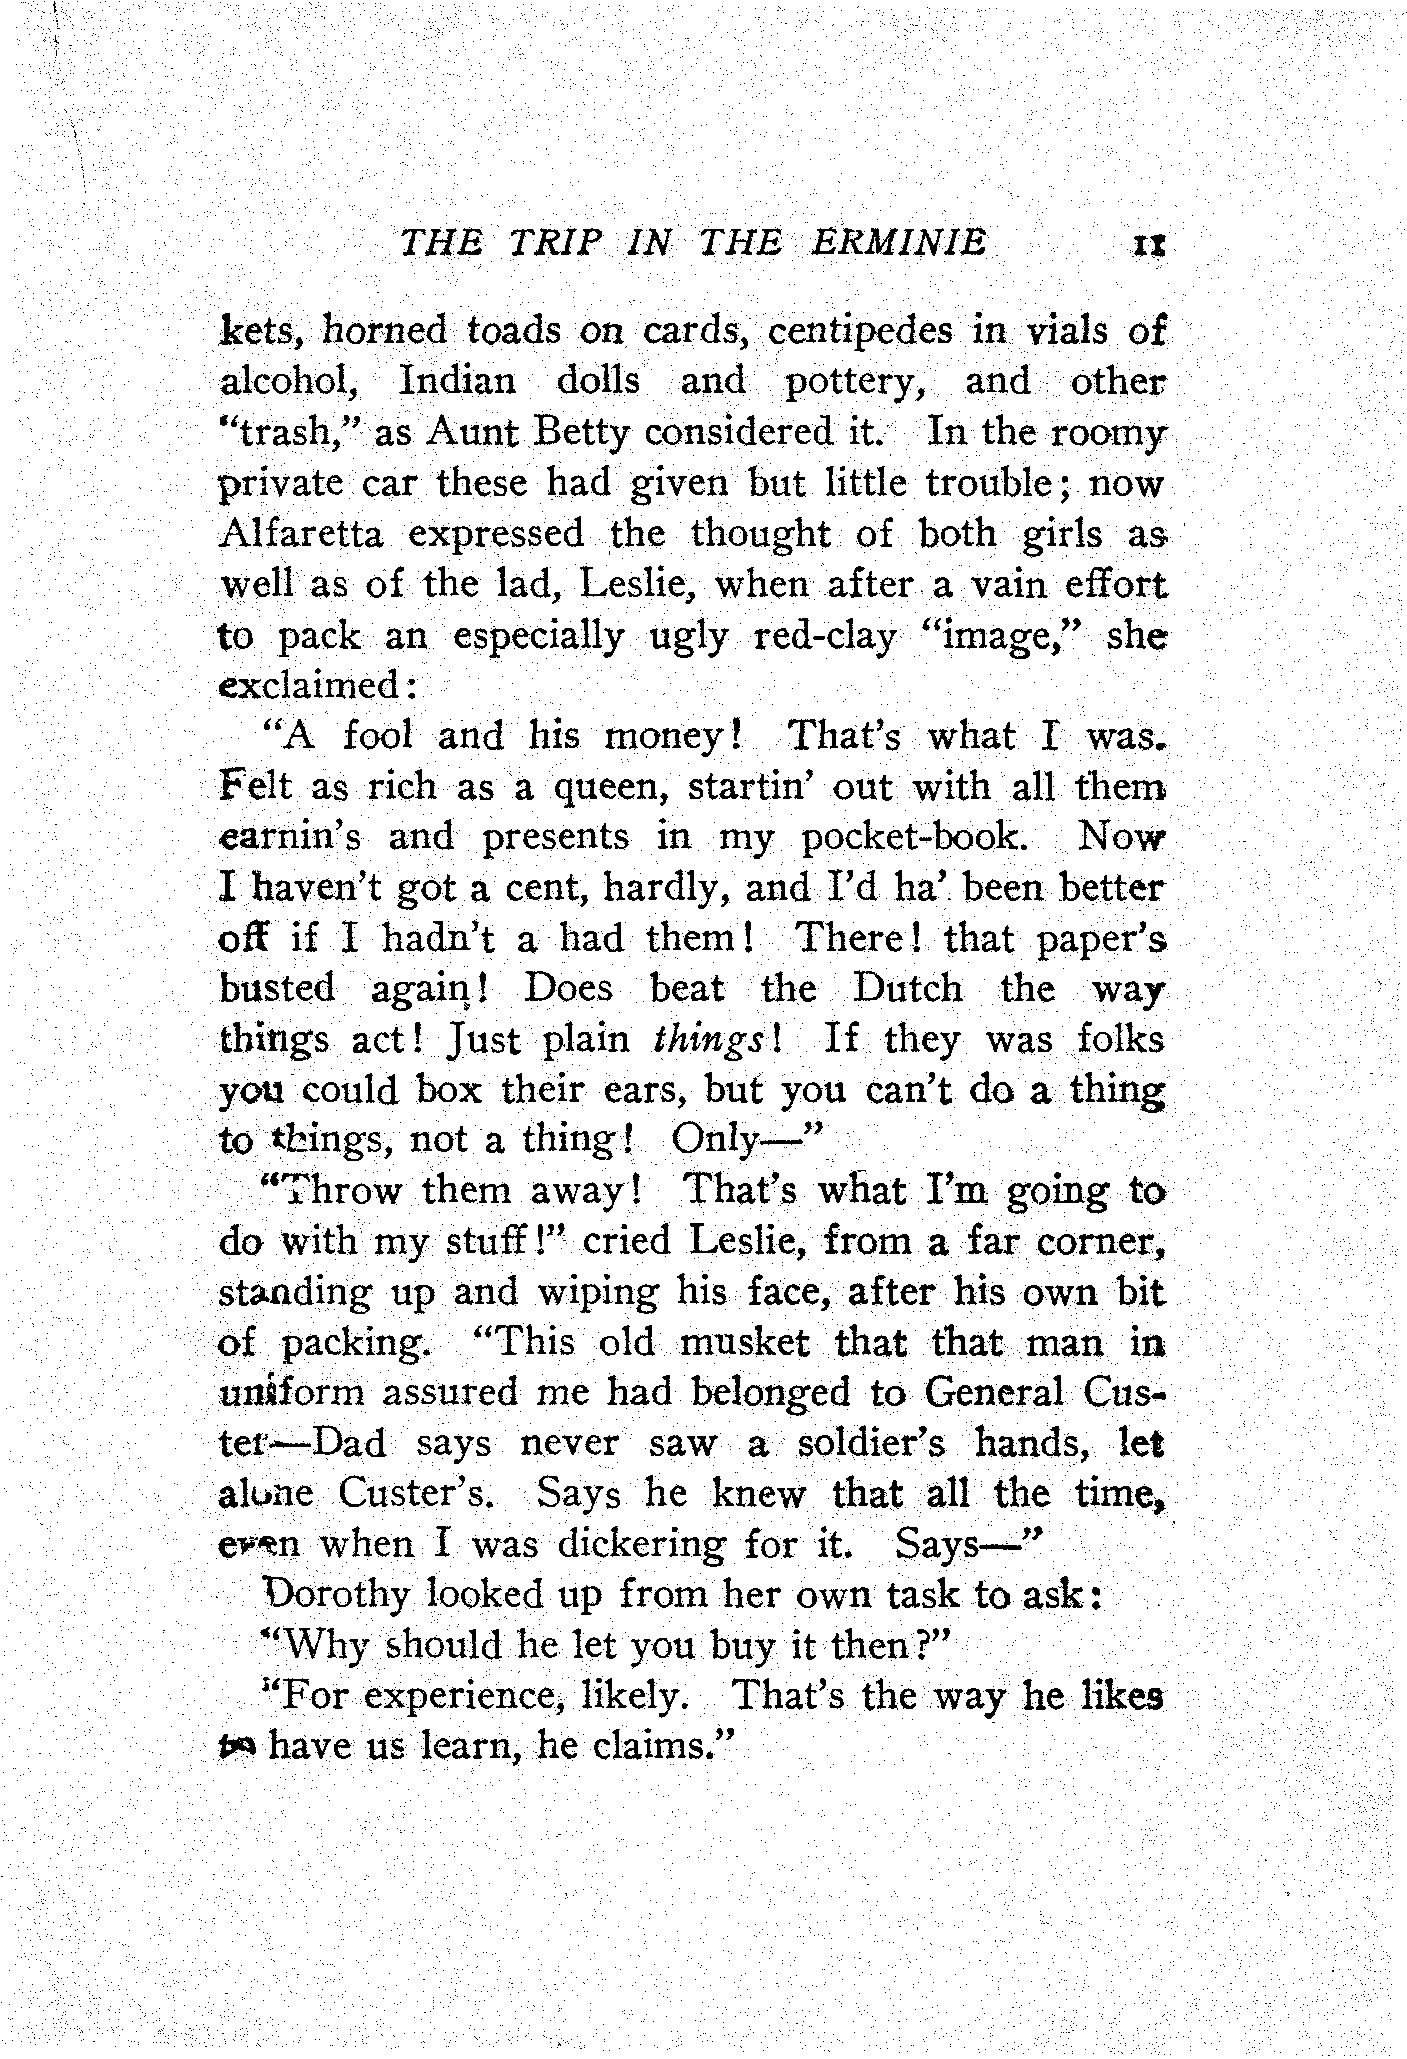 THE TRIP IN THE ERMINIE 11
kets, horned toads on cards, centipedes in vials of
alcohol, Indian dolls and pottery, and other
“trash,” as Aunt Betty considered it. In the roomy
private car these had given but little trouble; now
Alfaretta expressed the thought of both girls as
well as of the lad, Leslie, when after a vain effort
to pack an especially ugly red-clay “image,” she
exclaimed:
“A fool and his money! That’s what I was.
Felt as rich as a queen, startin’ out with all them
earnin’s and presents in my pocket-book. Now
I haven’t got a cent, hardly, and I’d ha’ been better
off if I hadn’t a had them! There! that paper’s
busted again! Does beat the Dutch the way
things act! Just plain things! If they was folks
you could box their ears, but you can’t do a thing
to things, not a thing! Only—”
“Throw them away! That’s what I’m going to
do with my stuff!” cried Leslie, from a far corner,
standing up and wiping his face, after his own bit
of packing. “This old musket that that man in
uniform assured me had belonged to General Cus-
ter—Dad says never saw a soldier’s hands, let
alone Custer’s. Says he knew that all the time,
even when I was dickering for it. Says—”
Dorothy looked up from her own task to ask:
“Why should he let you buy it then?”
“For experience, likely. That’s the way he likes
to have us learn, he claims.”